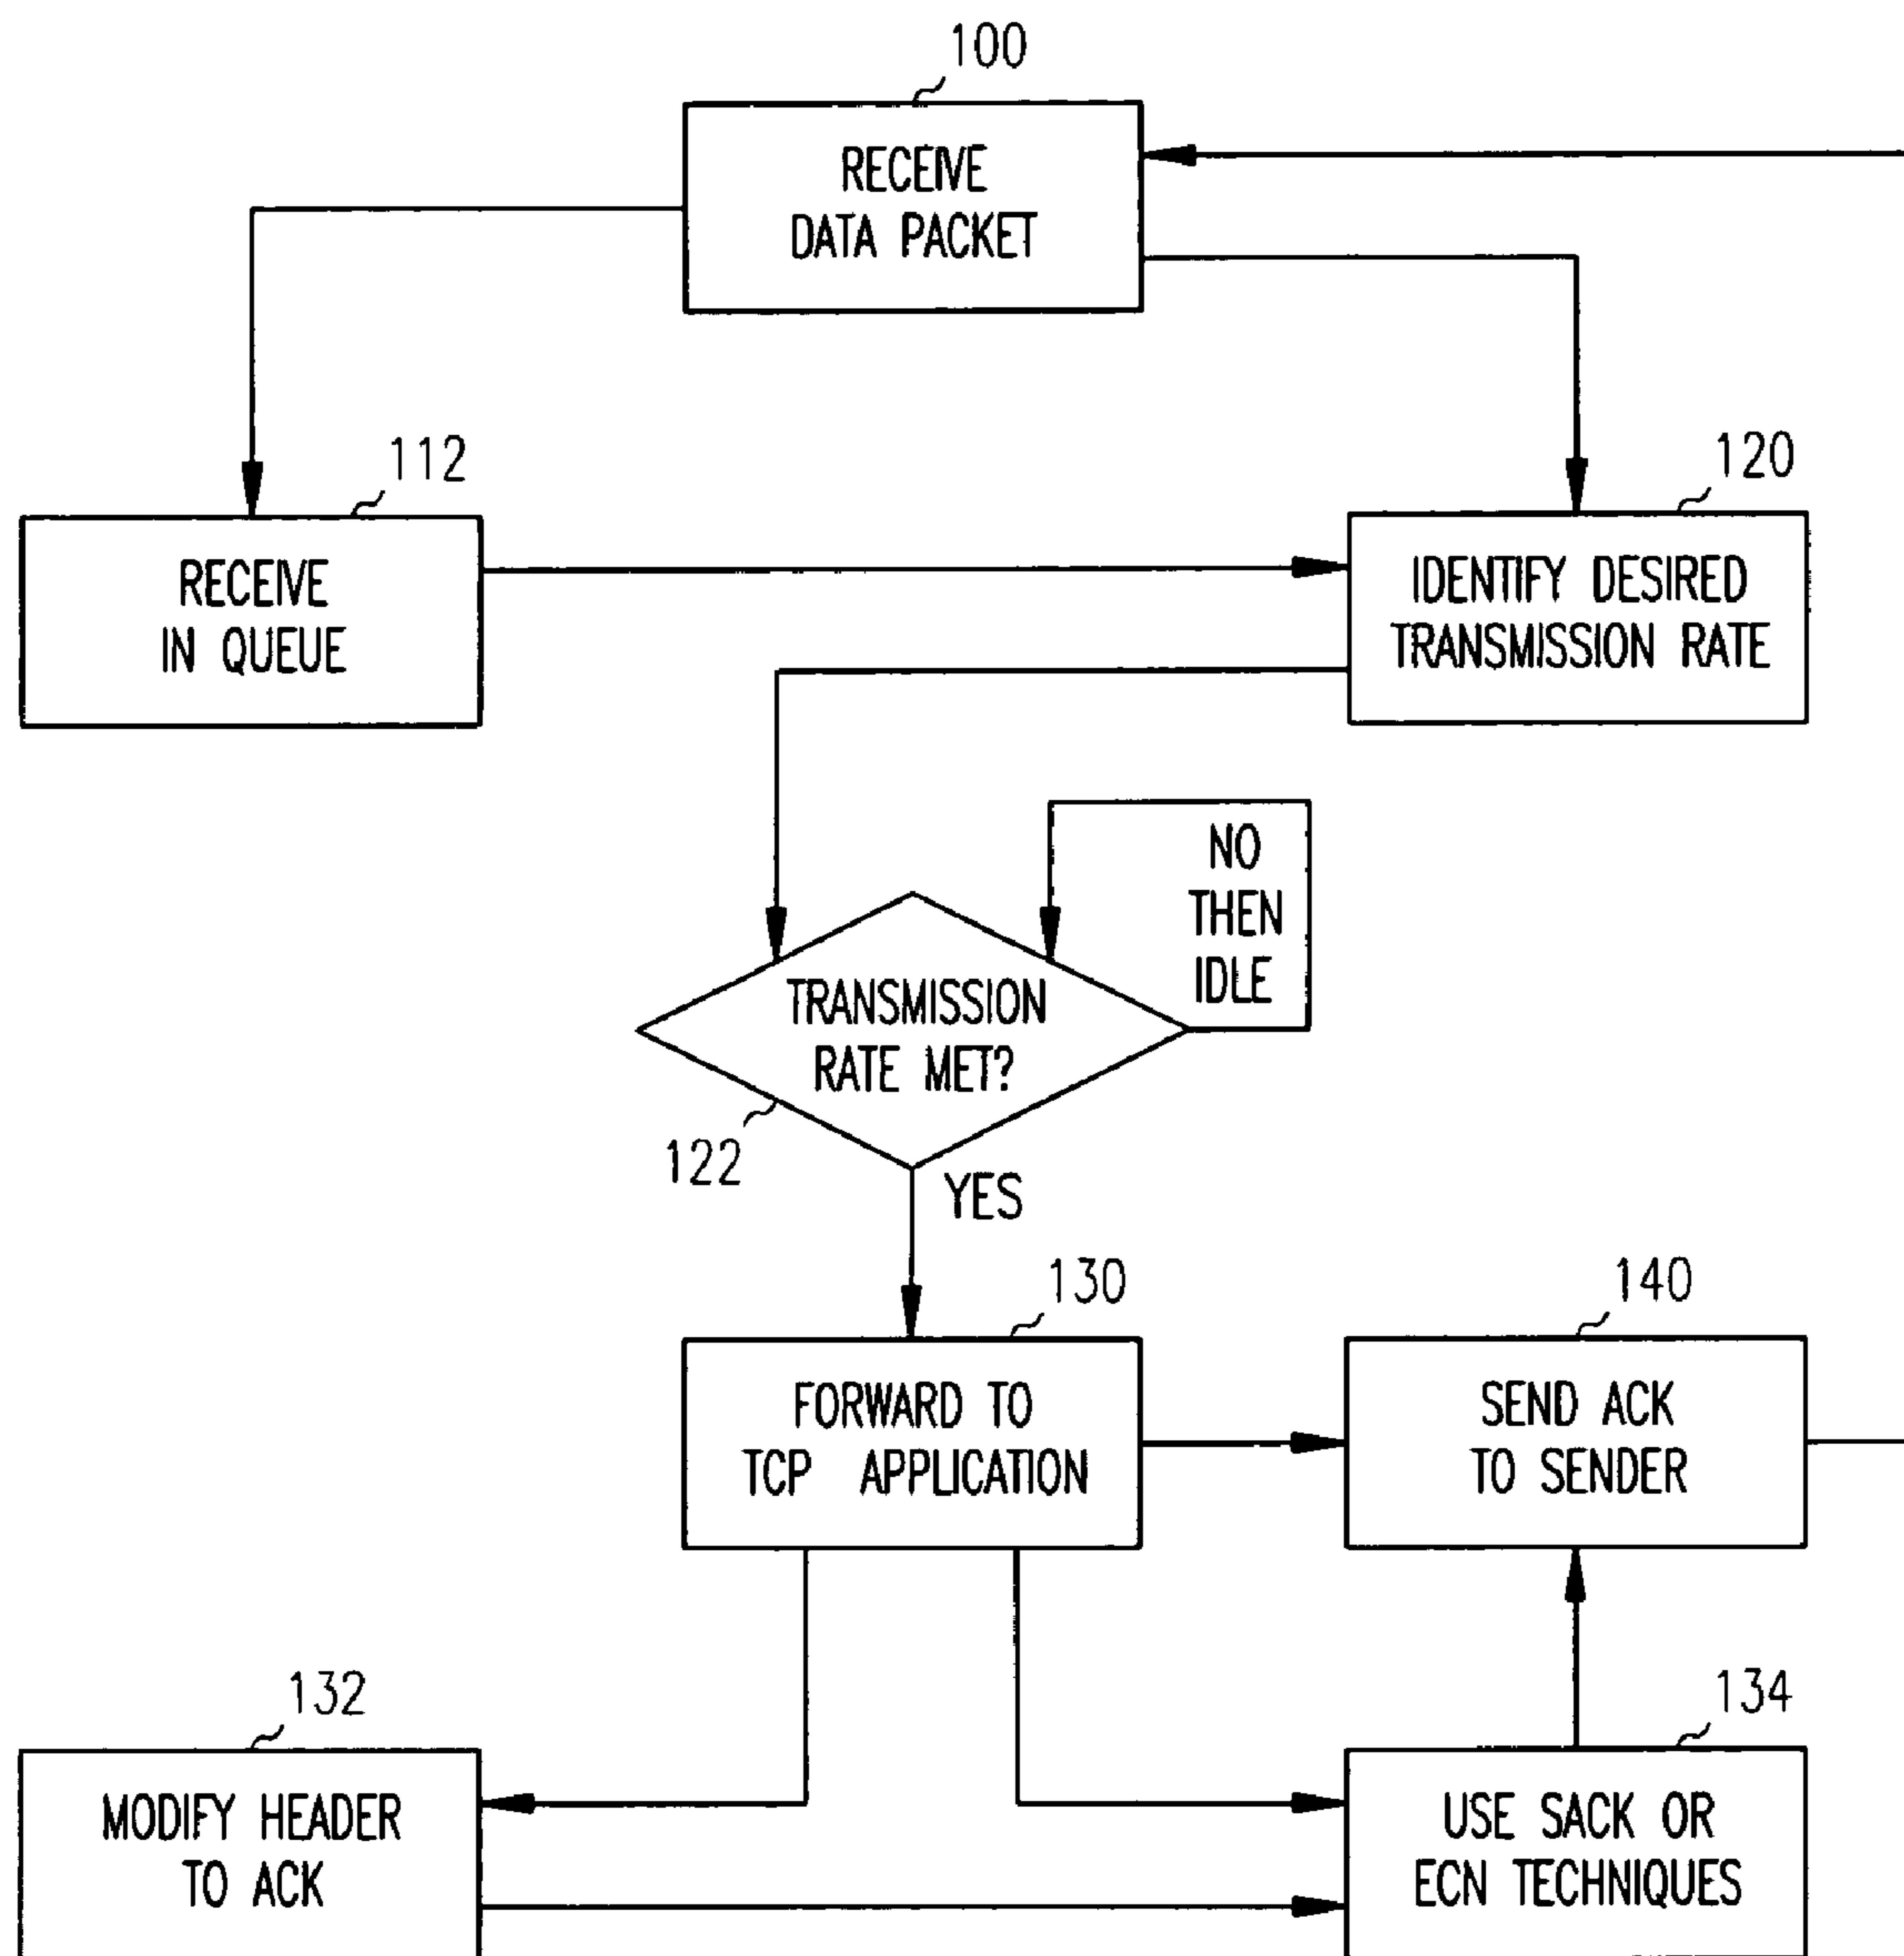 100
RECEIVE
DATA PACKET
112
RECEIVE
IN QUEUE
120
IDENTIFY DESIRED
TRANSMISSION RATE
NO
THEN
IDLE
TRANSMISSION
RATE MET?
122
YES
130
FORWARD TO
TCP APPLICATION
140
SEND ACK
TO SENDER
132
MODIFY HEADER
TO ACK
134
USE SACK OR
ECN TECHNIQUES